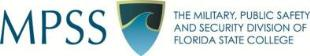 MPSS
THE MILITARY, PUBLIC SAFETY
AND SECURITY DIVISION OF
FLORIDA STATE COLLEGE